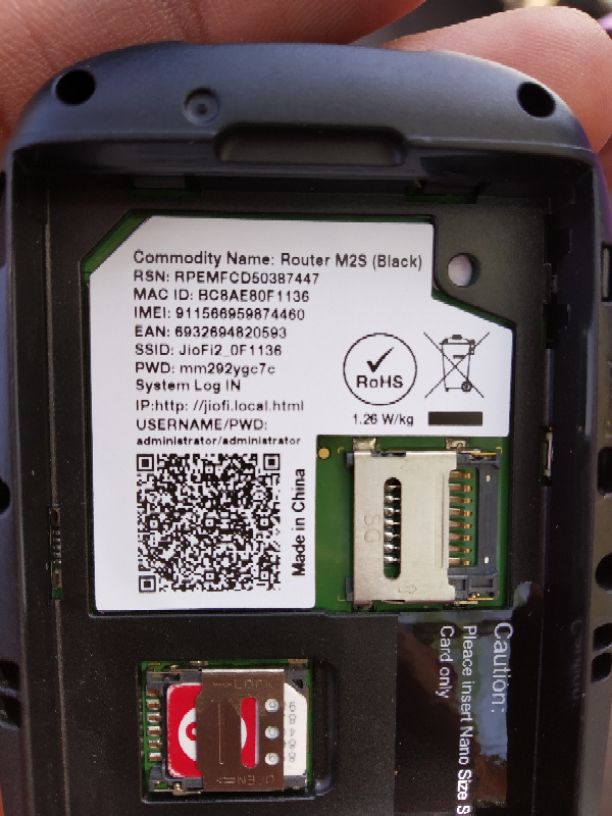 Commodity Name: Router M2S (Black)
RSN: RPEMFCD50387447
MAC ID: BC8AE80F1136
IMEI: 911566959874460
EAN: 6932694820593
SSID: JioFi2_0F1136
PWD: mm292ygc7c
System Log IN
IP:http://jiofi.local.html
USERNAME/PWD:
administrator/administrator
RoHS
1.26 W/kg
Made in China
SG
Caution:
Pleace insert Nano Size S
Card only
OPEN